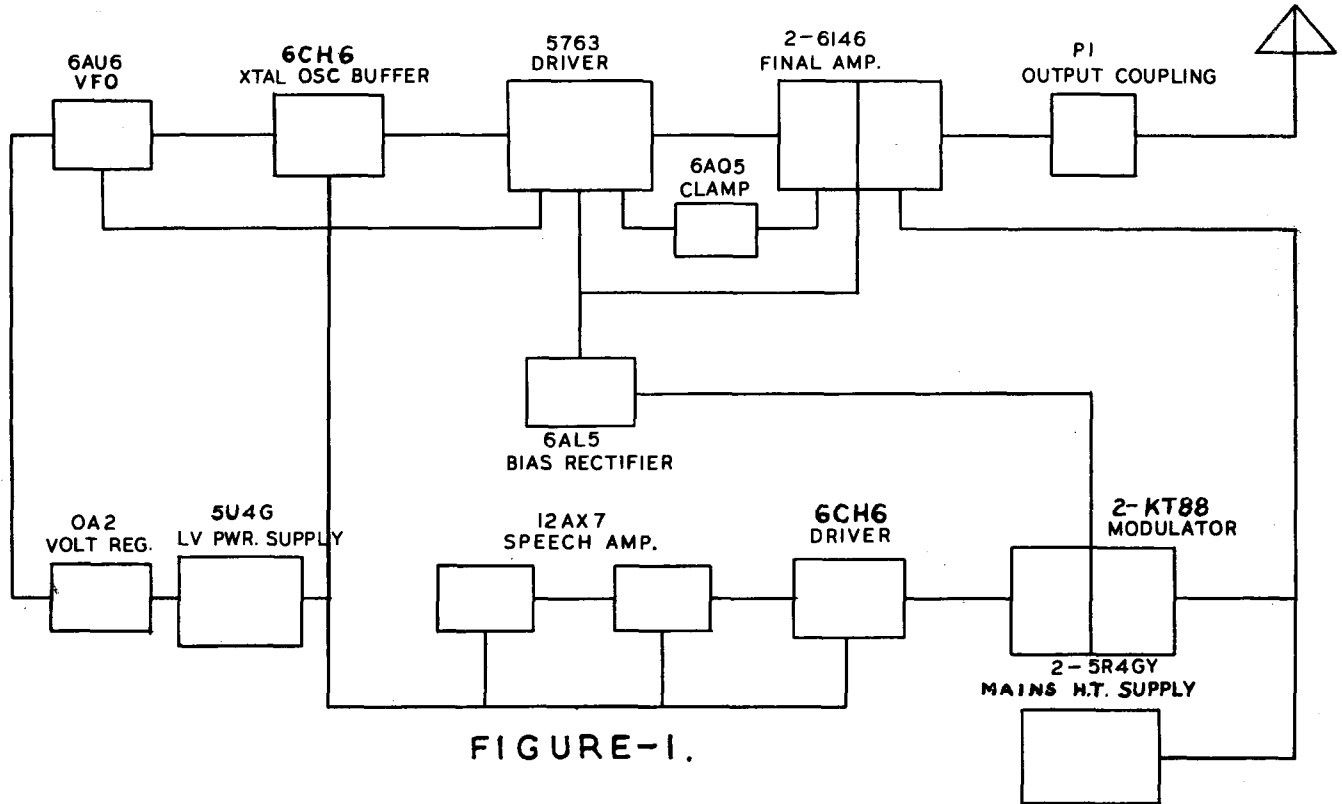 6AU6
VFO
6CH6
XTAL OSC BUFFER
5763
DRIVER
2-6146
FINAL AMP.
PI
OUTPUT COUPLING
6AQ5
CLAMP
6AL5
BIAS RECTIFIER
OA2
VOLT REG.
5U4G
LV PWR. SUPPLY
12AX7
SPEECH AMP.
6CH6
DRIVER
2-KT88
MODULATOR
2-5R4GY
MAINS H.T. SUPPLY
FIGURE-1.